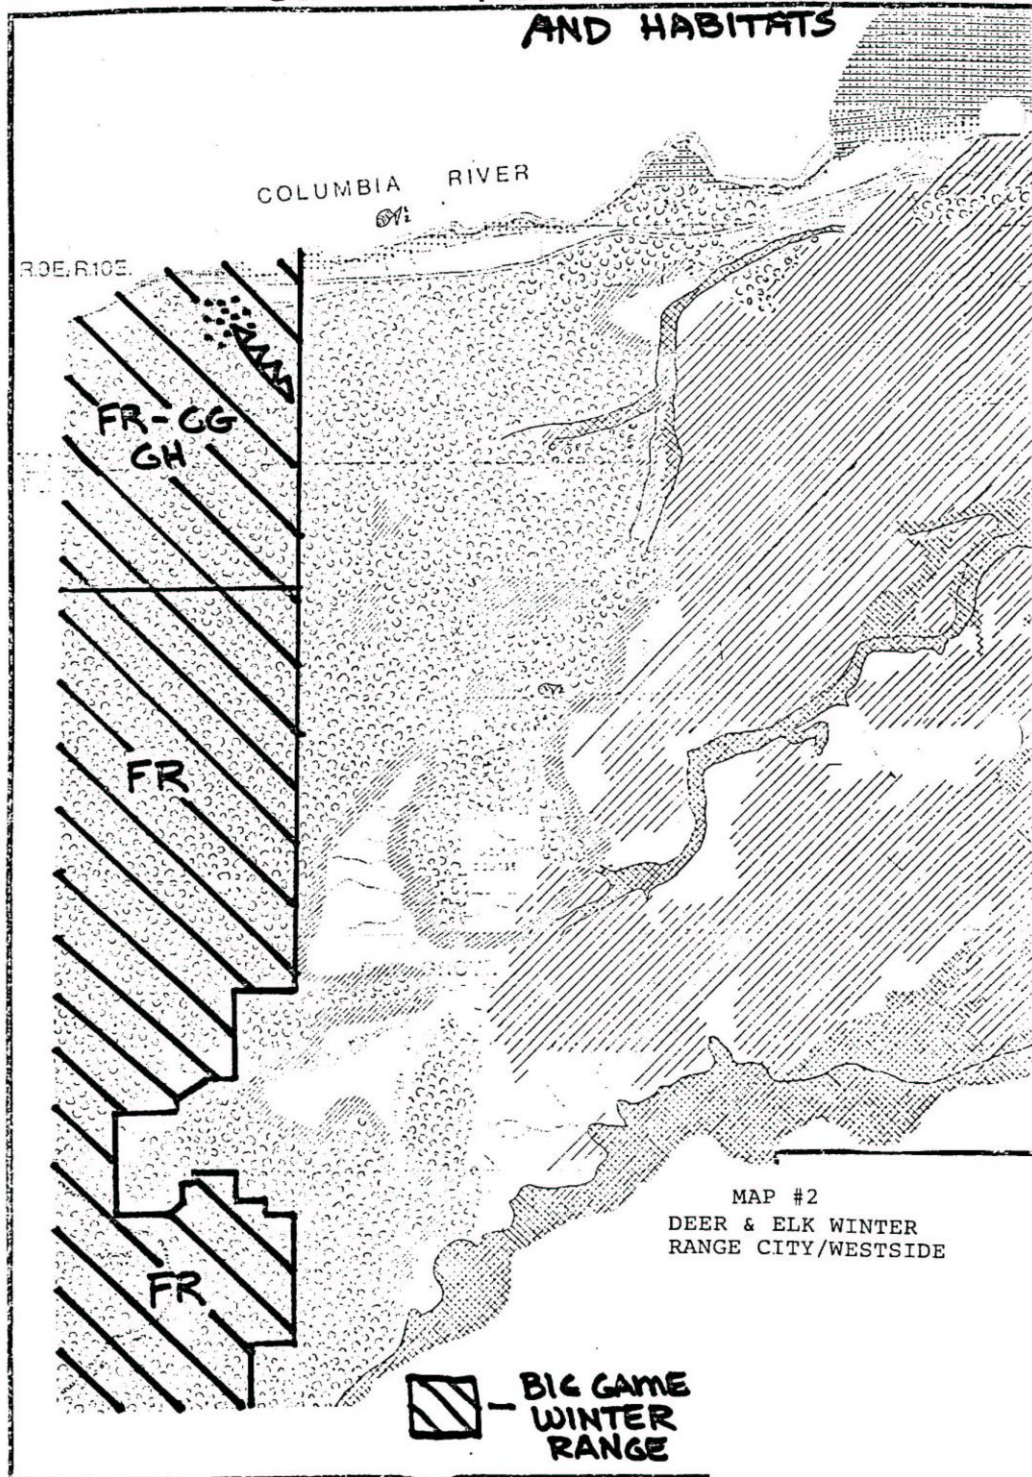 AND HABITATS
COLUMBIA RIVER
R.9E. R.10E.
FR-CG
GH
FR
FR
MAP #2
DEER & ELK WINTER
RANGE CITY/WESTSIDE
- BIG GAME
WINTER
RANGE